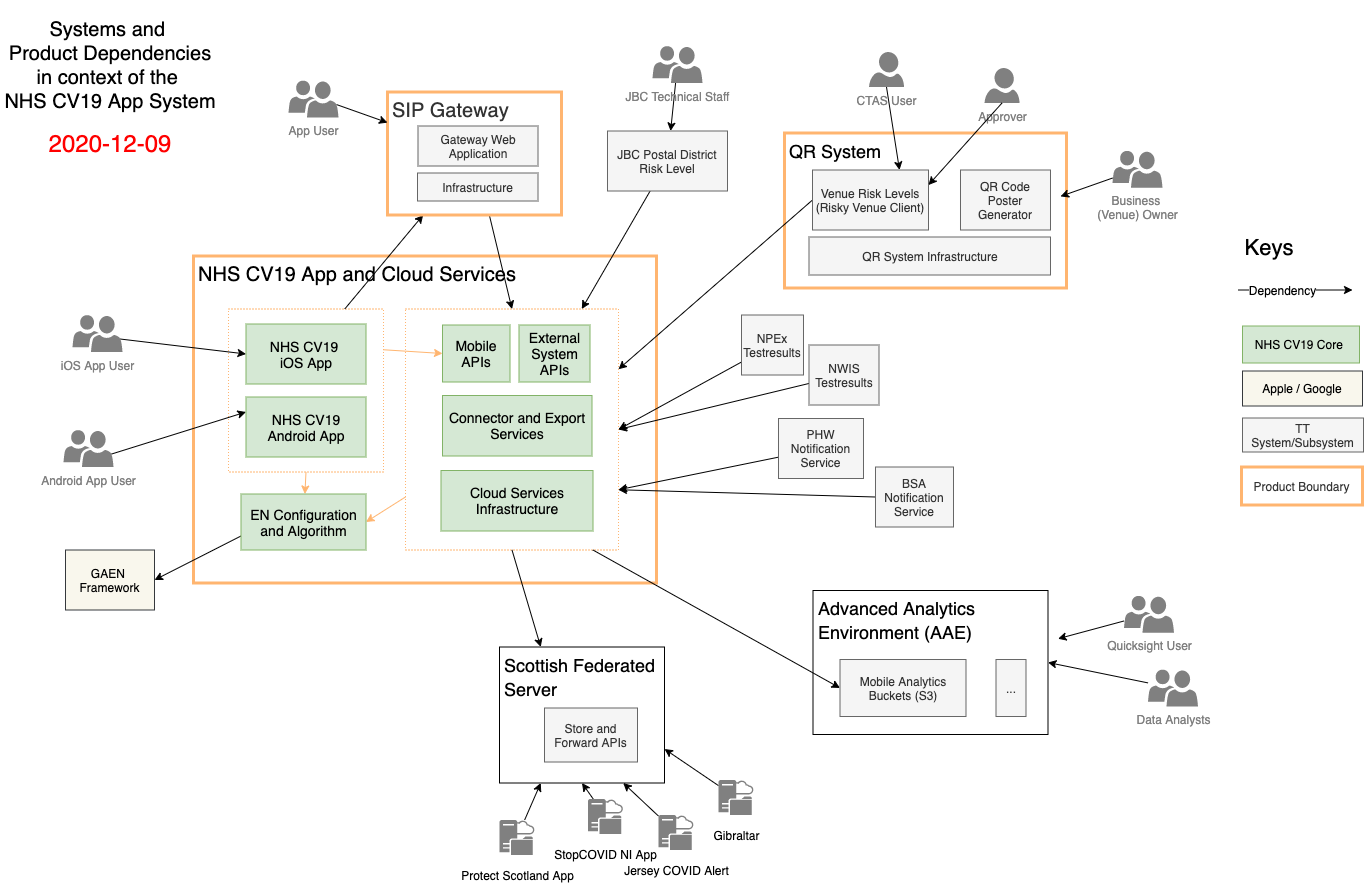 Systems and
Product Dependencies
in context of the
NHS CV19 App System
2020-12-09
App User
SIP Gateway
Gateway Web
Application
Infrastructure
JBC Technical Staff
JBC Postal District
Risk Level
CTAS User
Approver
QR System
Venue Risk Levels
(Risky Venue Client)
QR Code
Poster
Generator
QR System Infrastructure
Business
(Venue) Owner
Keys
Dependency
NHS CV19 Core
Apple / Google
TT
System/Subsystem
Product Boundary
NHS CV19 App and Cloud Services
iOS App User
NHS CV19
iOS App
Android App User
NHS CV19
Android App
Mobile
APIs
External
System
APIs
Connector and Export
Services
Cloud Services
Infrastructure
EN Configuration
and Algorithm
GAEN
Framework
NPEx
Testresults
NWIS
Testresults
PHW
Notification
Service
BSA
Notification
Service
Advanced Analytics
Environment (AAE)
Mobile Analytics
Buckets (S3)
...
Quicksight User
Data Analysts
Scottish Federated
Server
Store and
Forward APIs
Protect Scotland App
StopCOVID NI App
Jersey COVID Alert
Gibraltar